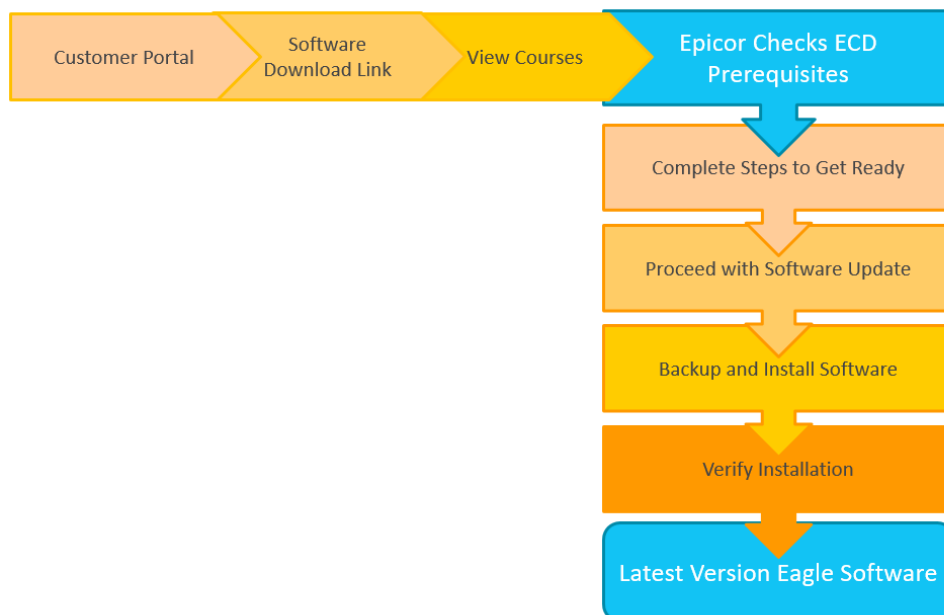 Customer Portal
Software
Download Link
View Courses
Epicor Checks ECD
Prerequisites
Complete Steps to Get Ready
Proceed with Software Update
Backup and Install Software
Verify Installation
Latest Version Eagle Software